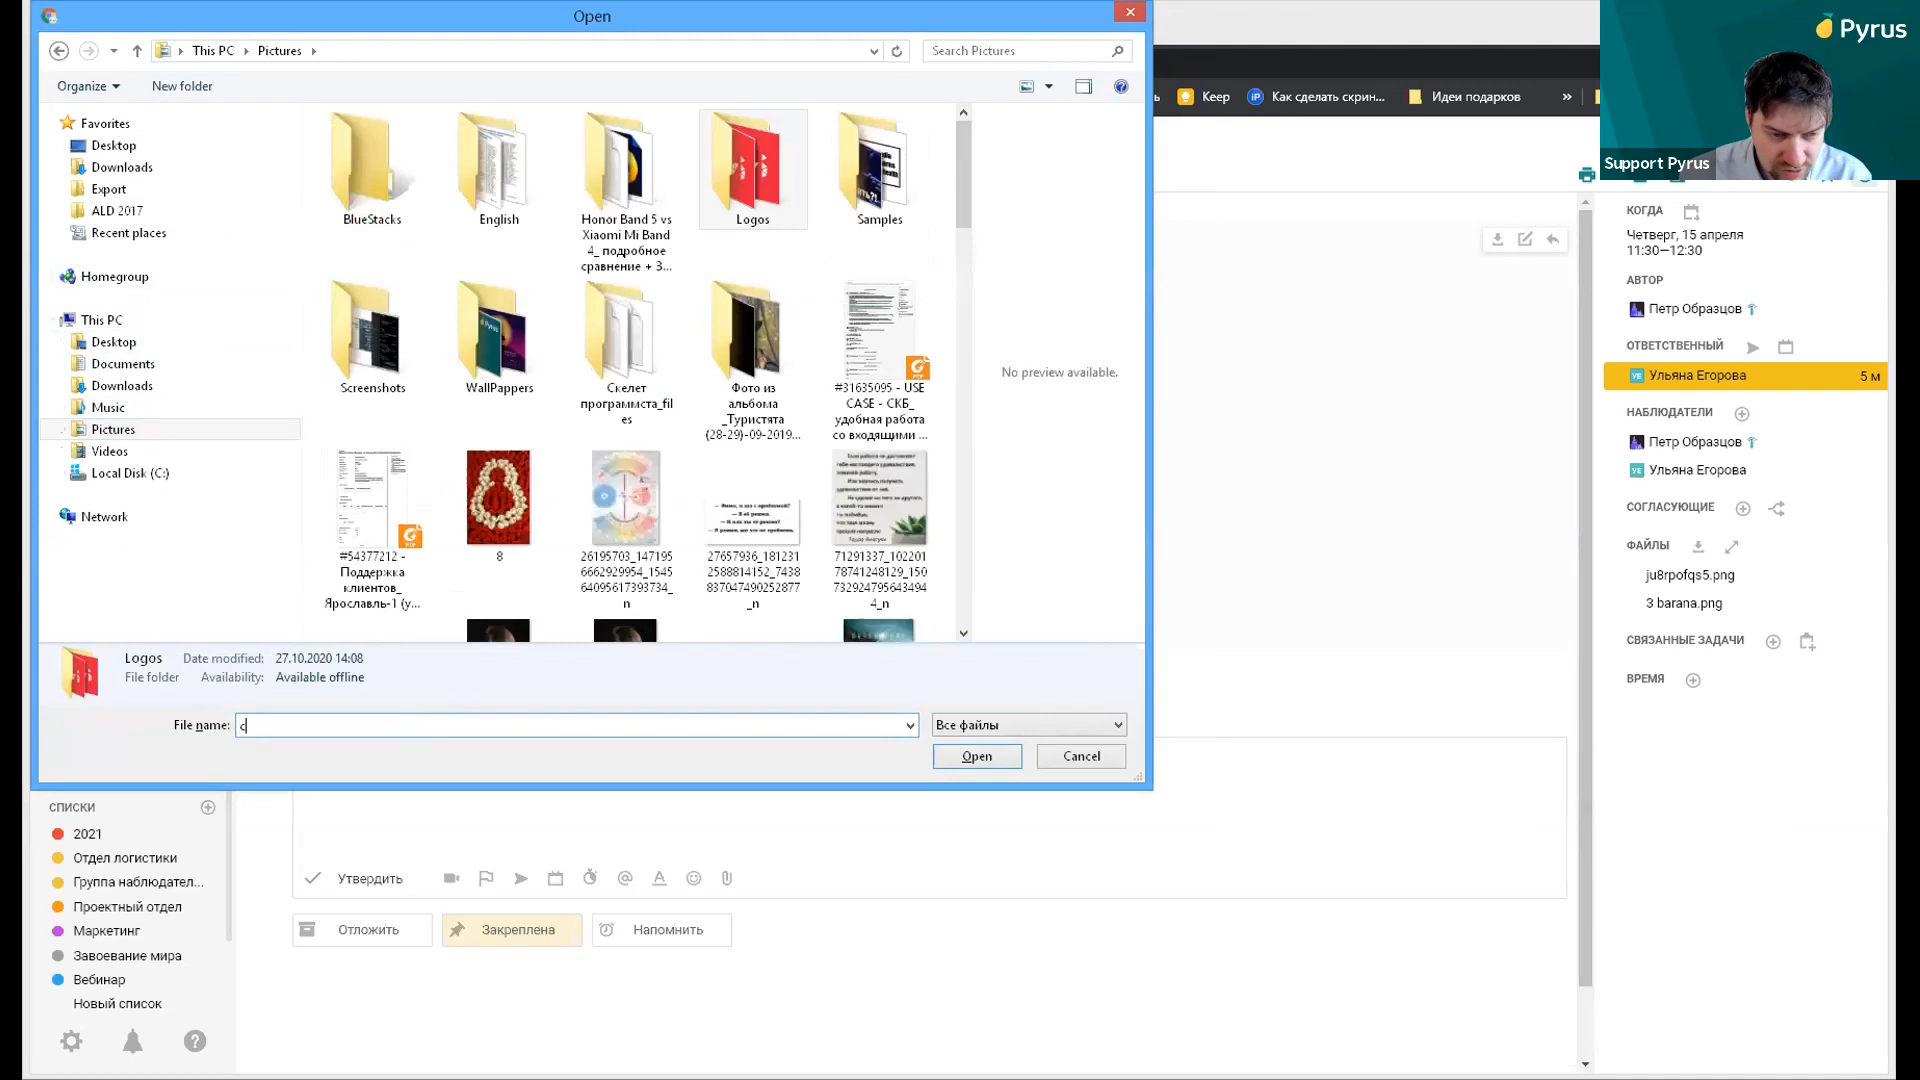 Open
Pyrus
This PC
Pictures
Search Pictures
Keep
Как сделать скрин...
Идеи подарков
»
Organize
New folder
Support Pyrus
Favorites
Desktop
Downloads
Export
ALD 2017
Recent places
Homegroup
This PC
Desktop
Documents
Downloads
Music
Pictures
Videos
Local Disk (C:)
Network
BlueStacks
English
Honor Band 5 vs
Xiaomi Mi Band
4_ подробное
сравнение + 3...
Logos
Samples
Screenshots
WallPappers
Скелет
программста_fil
es
Фото из
альбома
_Туристята
(28-29)-09-2019...
#31635095 - USE
CASE - СКБ_
удобная работа
со входящими ...
#54377212 -
Поддержка
клиентов_
Ярославль-1 (у...
8
26195703_147195
6662929954_1545
64095617393734_
n
27657936_181231
2588814152_7438
837047490252877
_n
71291337_102201
78741248129_150
732924795643494
4_n
No preview available.
Logos
Date modified: 27.10.2020 14:08
File folder
Availability: Available offline
File name: c
Все файлы
Open
Cancel
КОГДА
Четверг, 15 апреля
11:30—12:30
АВТОР
Петр Образцов
ОТВЕТСТВЕННЫЙ
УЕ Ульяна Егорова 5 м
НАБЛЮДАТЕЛИ
Петр Образцов
УЕ Ульяна Егорова
СОГЛАСУЮЩИЕ
ФАЙЛЫ
ju8rpofqs5.png
3 barana.png
СВЯЗАННЫЕ ЗАДАЧИ
ВРЕМЯ
СПИСКИ
2021
Отдел логистики
Группа наблюдател...
Проектный отдел
Маркетинг
Завоевание мира
Вебинар
Новый список
Утвердить
Отложить
Закреплена
Напомнить